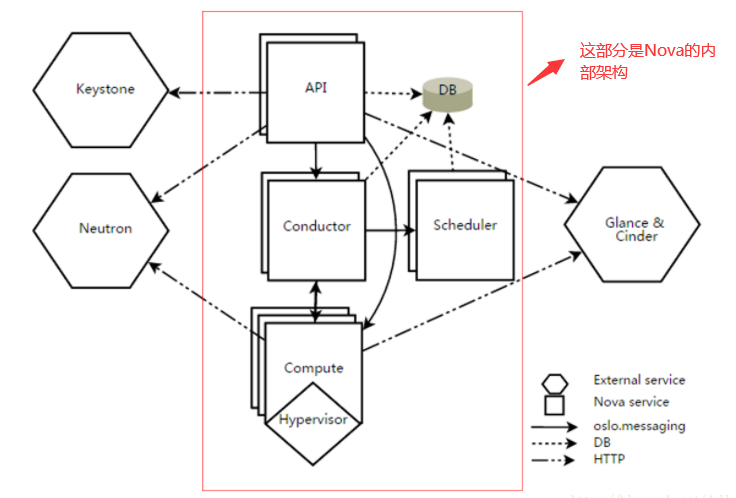 这部分是Nova的内
部架构
Keystone
API
DB
Neutron
Conductor
Scheduler
Glance &
Cinder
Compute
Hypervisor
External service
Nova service
oslo.messaging
DB
HTTP